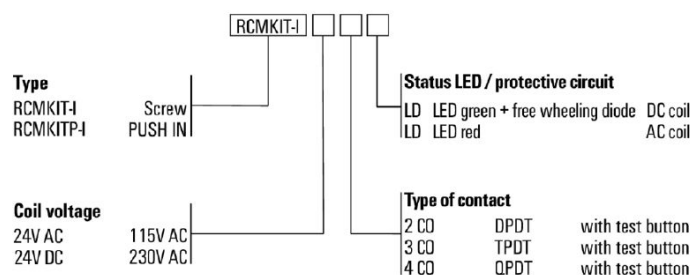 RCMKIT-I
Type
RCMKIT-I Screw
RCMKITP-I PUSH IN
Status LED / protective circuit
LD LED green + free wheeling diode DC coil
LD LED red AC coil
Coil voltage
24V AC 115V AC
24V DC 230V AC
Type of contact
2 CO DPDT with test button
3 CO TPDT with test button
4 CO QPDT with test button